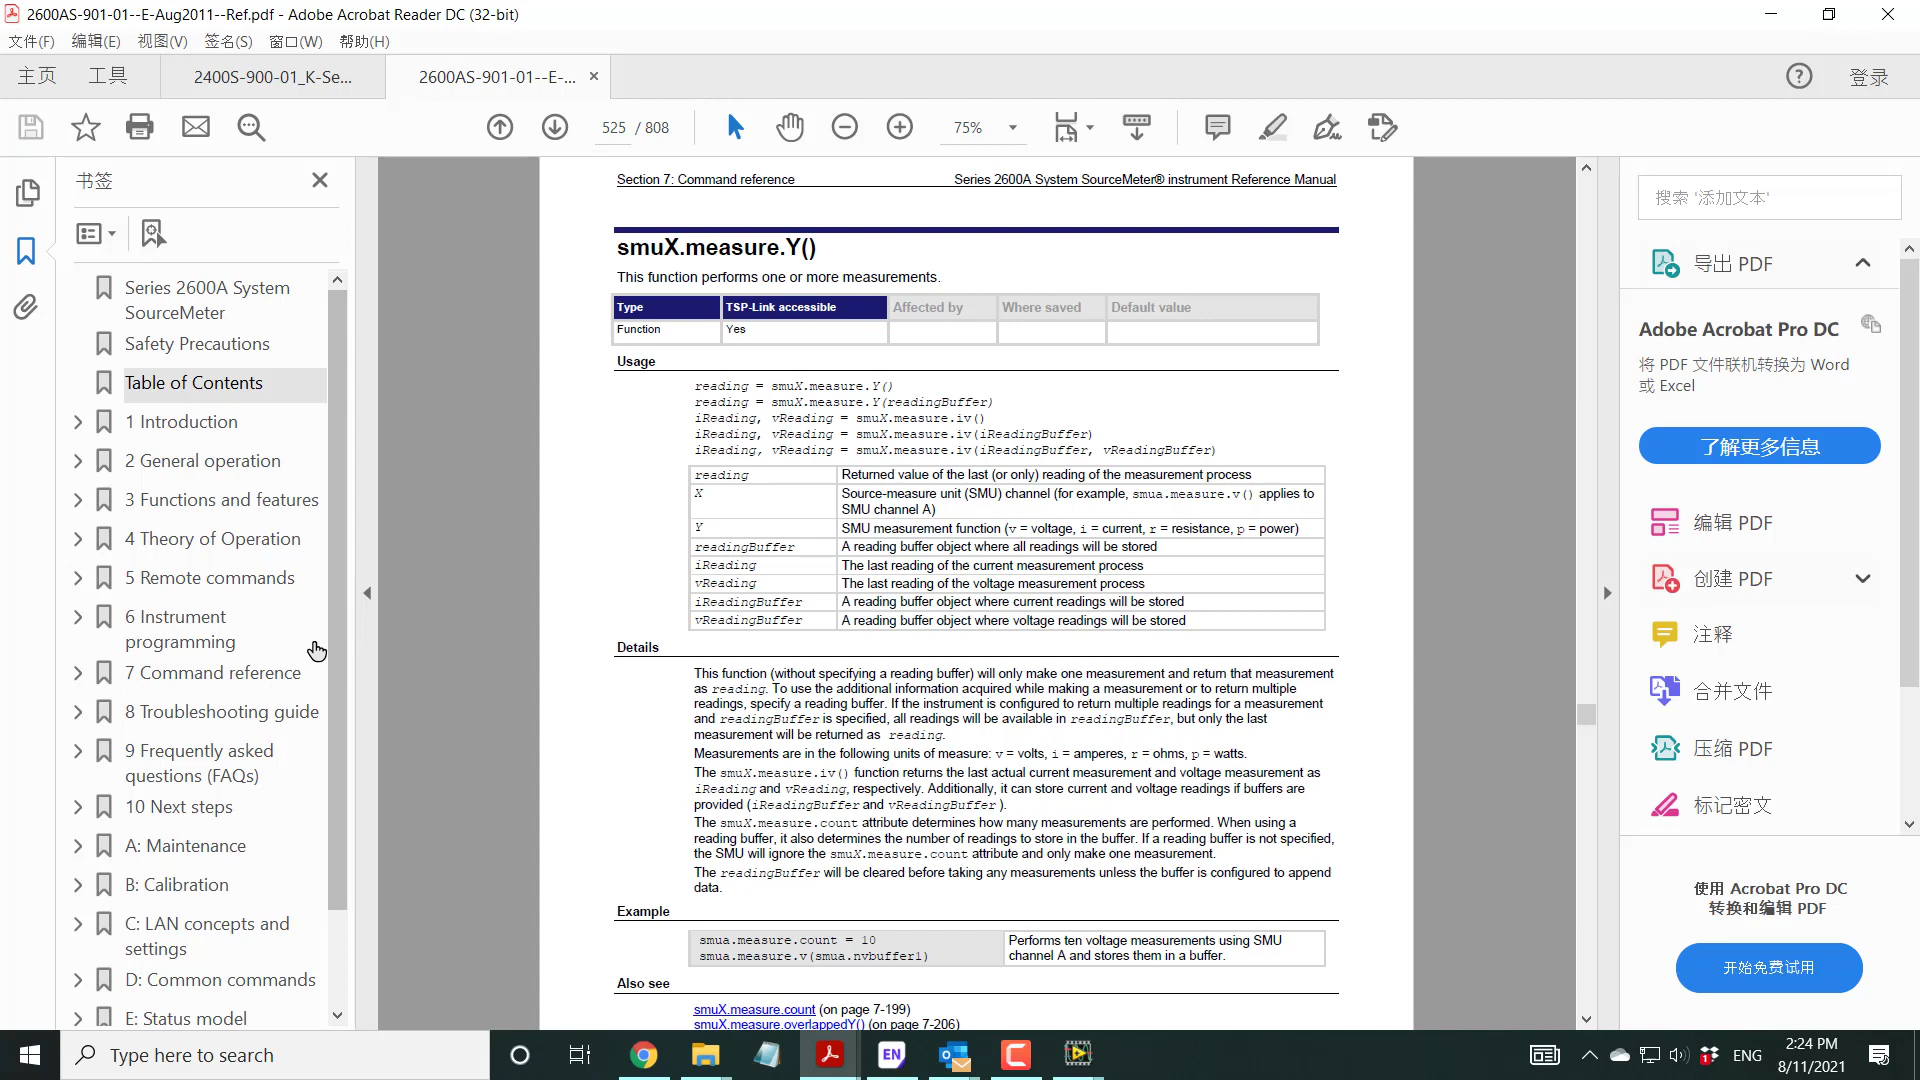 2600AS-901-01--E-Aug2011--Ref.pdf - Adobe Acrobat Reader DC (32-bit)
文件(F) 编辑(E) 视图(V) 签名(S) 窗口(W) 帮助(H)
主页 工具 2400S-900-01_K-Se... 2600AS-901-01--E-... × 登录
525 / 808 75%
书签
Series 2600A System
SourceMeter
Safety Precautions
Table of Contents
1 Introduction
2 General operation
3 Functions and features
4 Theory of Operation
5 Remote commands
6 Instrument
programming
7 Command reference
8 Troubleshooting guide
9 Frequently asked
questions (FAQs)
10 Next steps
A: Maintenance
B: Calibration
C: LAN concepts and
settings
D: Common commands
E: Status model
Section 7: Command reference Series 2600A System SourceMeter® instrument Reference Manual
smuX.measure.Y()
This function performs one or more measurements.
Type TSP-Link accessible Affected by Where saved Default value
Function Yes
Usage
reading = smuX.measure.Y()
reading = smuX.measure.Y(readingBuffer)
iReading, vReading = smuX.measure.iv()
iReading, vReading = smuX.measure.iv(iReadingBuffer)
iReading, vReading = smuX.measure.iv(iReadingBuffer, vReadingBuffer)
reading Returned value of the last (or only) reading of the measurement process
X Source-measure unit (SMU) channel (for example, smua.measure.v() applies to
SMU channel A)
Y SMU measurement function (v = voltage, i = current, r = resistance, p = power)
readingBuffer A reading buffer object where all readings will be stored
iReading The last reading of the current measurement process
vReading The last reading of the voltage measurement process
iReadingBuffer A reading buffer object where current readings will be stored
vReadingBuffer A reading buffer object where voltage readings will be stored
Details
This function (without specifying a reading buffer) will only make one measurement and return that measurement
as reading. To use the additional information acquired while making a measurement or to return multiple
readings, specify a reading buffer. If the instrument is configured to return multiple readings for a measurement
and readingBuffer is specified, all readings will be available in readingBuffer, but only the last
measurement will be returned as reading.
Measurements are in the following units of measure: v = volts, i = amperes, r = ohms, p = watts.
The smuX.measure.iv() function returns the last actual current measurement and voltage measurement as
iReading and vReading, respectively. Additionally, it can store current and voltage readings if buffers are
provided (iReadingBuffer and vReadingBuffer ).
The smuX.measure.count attribute determines how many measurements are performed. When using a
reading buffer, it also determines the number of readings to store in the buffer. If a reading buffer is not specified,
the SMU will ignore the smuX.measure.count attribute and only make one measurement.
The readingBuffer will be cleared before taking any measurements unless the buffer is configured to append
data.
Example
smua.measure.count = 10
smua.measure.v(smua.nvbuffer1)
Performs ten voltage measurements using SMU
channel A and stores them in a buffer.
Also see
smuX.measure.count (on page 7-199)
smuX.measure.overlappedY() (on page 7-206)
搜索 '添加文本'
导出 PDF
Adobe Acrobat Pro DC
将 PDF 文件联机转换为 Word
或 Excel
了解更多信息
编辑 PDF
创建 PDF
注释
合并文件
压缩 PDF
标记密文
使用 Acrobat Pro DC
转换和编辑 PDF
开始免费试用
Type here to search
EN
1
ENG
2:24 PM
8/11/2021